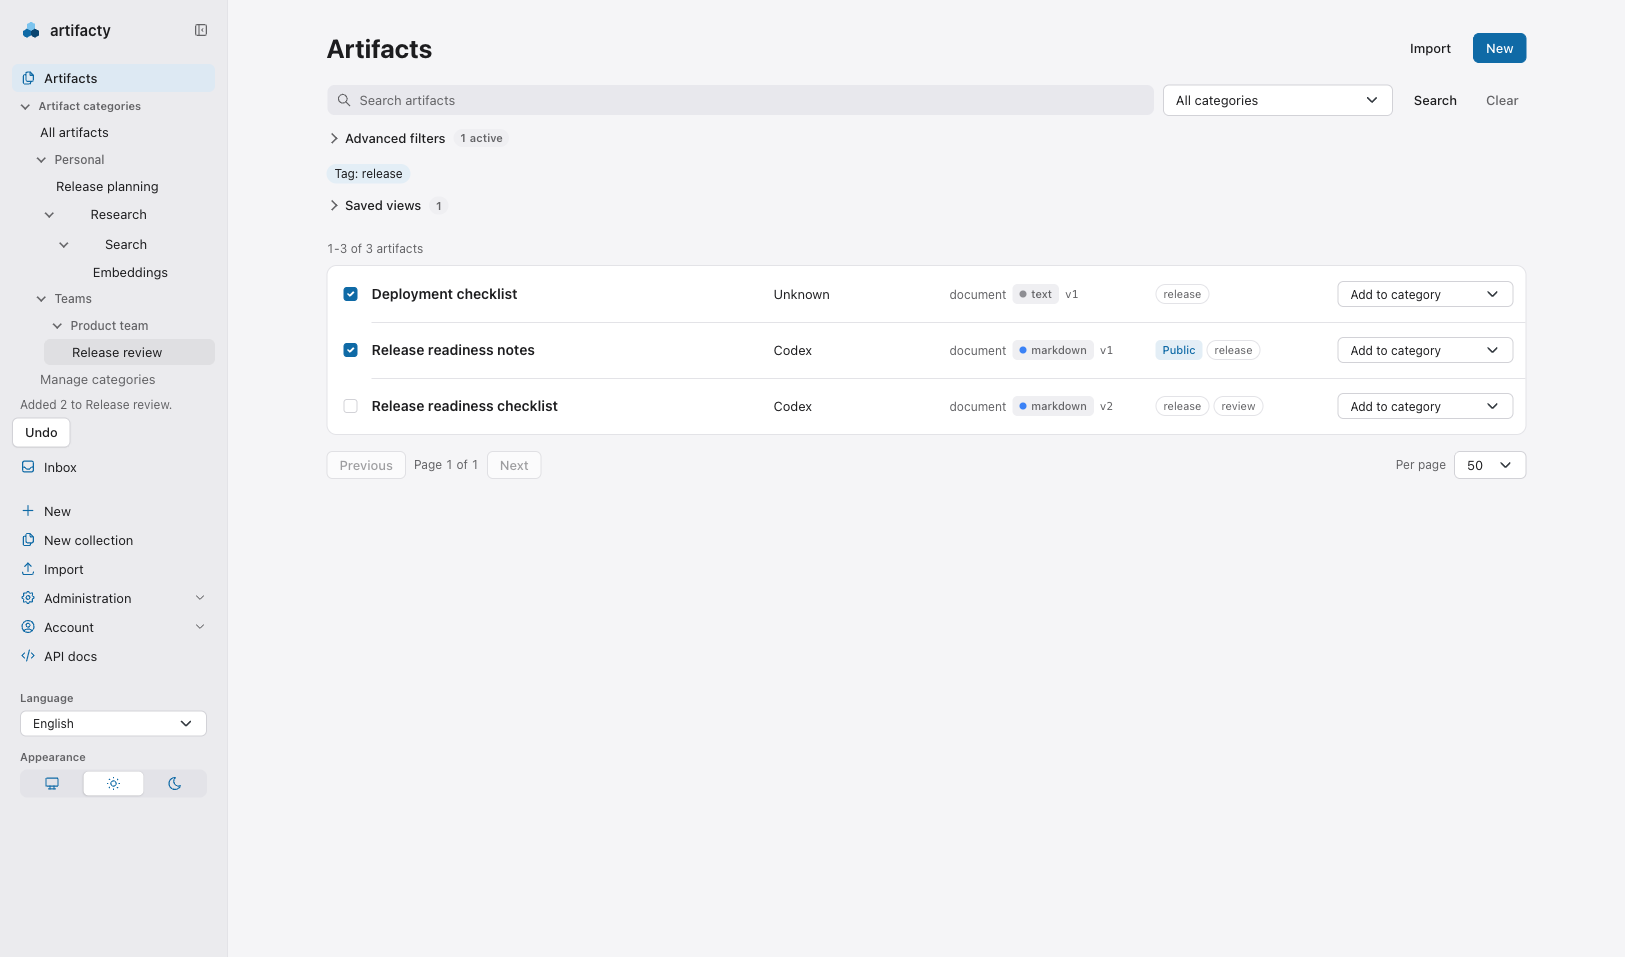 artifacty
Artifacts
Artifact categories
All artifacts
Personal
Release planning
Research
Search
Embeddings
Teams
Product team
Release review
Manage categories
Added 2 to Release review.
Undo
Inbox
New
New collection
Import
Administration
Account
API docs
Language
English
Appearance
Artifacts
Import New
Search artifacts All categories Search Clear
Advanced filters 1 active
Tag: release
Saved views 1
1-3 of 3 artifacts
Deployment checklist Unknown document text v1 release Add to category
Release readiness notes Codex document markdown v1 Public release Add to category
Release readiness checklist Codex document markdown v2 release review Add to category
Previous Page 1 of 1 Next Per page 50